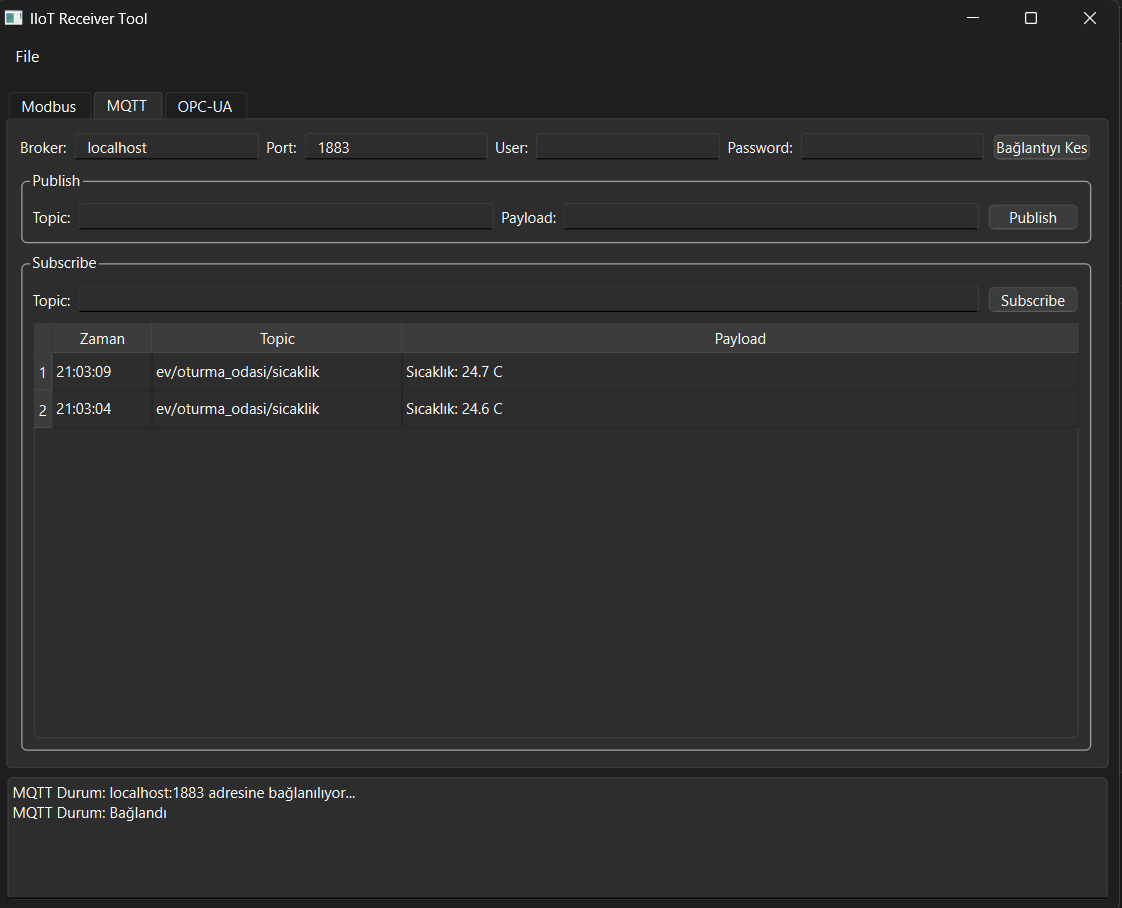 IIoT Receiver Tool
File
Modbus MQTT OPC-UA
Broker: localhost Port: 1883 User: Password: Bağlantıyı Kes
Publish
Topic: Payload: Publish
Subscribe
Topic: Subscribe
Zaman Topic Payload
1 21:03:09 ev/oturma_odasi/sicaklik Sıcaklık: 24.7 C
2 21:03:04 ev/oturma_odasi/sicaklik Sıcaklık: 24.6 C
MQTT Durum: localhost:1883 adresine bağlanılıyor...
MQTT Durum: Bağlandı